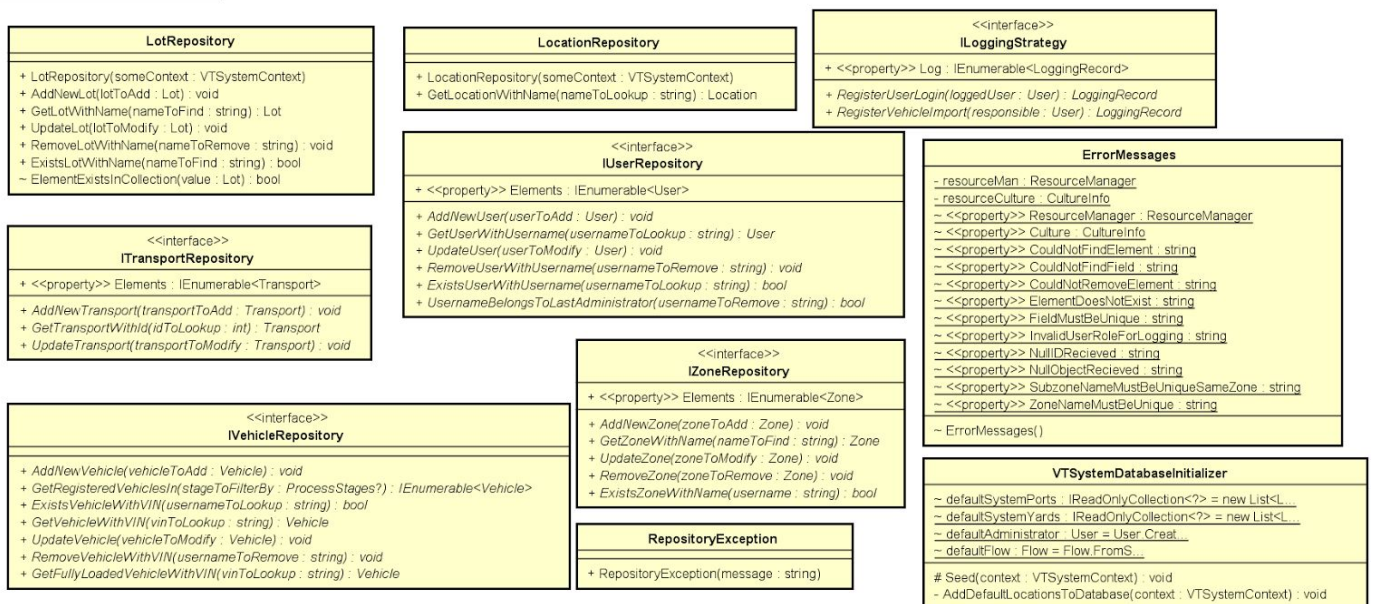 LotRepository
+ LotRepository(someContext : VTSystemContext)
+ AddNewLot(lotToAdd : Lot) : void
+ GetLotWithName(nameToFind : string) : Lot
+ UpdateLot(lotToModify : Lot) : void
+ RemoveLotWithName(nameToRemove : string) : void
+ ExistsLotWithName(nameToFind : string) : bool
~ ElementExistsInCollection(value : Lot) : bool
LocationRepository
+ LocationRepository(someContext : VTSystemContext)
+ GetLocationWithName(nameToLookup : string) : Location
<<interface>>
ILoggingStrategy
+ <<property>> Log : IEnumerable<LoggingRecord>
+ RegisterUserLogin(loggedUser : User) : LoggingRecord
+ RegisterVehicleImport(responsible : User) : LoggingRecord
<<interface>>
IUserRepository
+ <<property>> Elements : IEnumerable<User>
+ AddNewUser(userToAdd : User) : void
+ GetUserWithUsername(usernameToLookup : string) : User
+ UpdateUser(userToModify : User) : void
+ RemoveUserWithUsername(usernameToRemove : string) : void
+ ExistsUserWithUsername(usernameToLookup : string) : bool
+ UsernameBelongsToLastAdministrator(usernameToRemove : string) : bool
ErrorMessages
- resourceMan : ResourceManager
- resourceCulture : CultureInfo
~ <<property>> ResourceManager : ResourceManager
~ <<property>> Culture : CultureInfo
~ <<property>> CouldNotFindElement : string
~ <<property>> CouldNotFindField : string
~ <<property>> CouldNotRemoveElement : string
~ <<property>> ElementDoesNotExist : string
~ <<property>> FieldMustBeUnique : string
~ <<property>> InvalidUserRoleForLogging : string
~ <<property>> NullIDRecieved : string
~ <<property>> NullObjectRecieved : string
~ <<property>> SubzoneNameMustBeUniqueSameZone : string
~ <<property>> ZoneNameMustBeUnique : string
~ ErrorMessages()
<<interface>>
ITransportRepository
+ <<property>> Elements : IEnumerable<Transport>
+ AddNewTransport(transportToAdd : Transport) : void
+ GetTransportWithId(idToLookup : int) : Transport
+ UpdateTransport(transportToModify : Transport) : void
<<interface>>
IZoneRepository
+ <<property>> Elements : IEnumerable<Zone>
+ AddNewZone(zoneToAdd : Zone) : void
+ GetZoneWithName(nameToFind : string) : Zone
+ UpdateZone(zoneToModify : Zone) : void
+ RemoveZone(zoneToRemove : Zone) : void
+ ExistsZoneWithName(username : string) : bool
<<interface>>
IVehicleRepository
+ AddNewVehicle(vehicleToAdd : Vehicle) : void
+ GetRegisteredVehiclesIn(stageToFilterBy : ProcessStages?) : IEnumerable<Vehicle>
+ ExistsVehicleWithVIN(usernameToLookup : string) : bool
+ GetVehicleWithVIN(vinToLookup : string) : Vehicle
+ UpdateVehicle(vehicleToModify : Vehicle) : void
+ RemoveVehicleWithVIN(usernameToRemove : string) : void
+ GetFullyLoadedVehicleWithVIN(vinToLookup : string) : Vehicle
RepositoryException
+ RepositoryException(message : string)
VTSystemDatabaseInitializer
~ defaultSystemPorts : IReadOnlyCollection<?> = new List<L...
~ defaultSystemYards : IReadOnlyCollection<?> = new List<L...
~ defaultAdministrator : User = User.Creat...
~ defaultFlow : Flow = Flow.FromS...
# Seed(context : VTSystemContext) : void
- AddDefaultLocationsToDatabase(context : VTSystemContext) : void